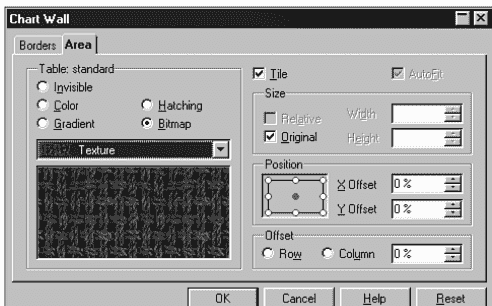 Chart Wall
Borders Area
Table: standard
Invisible
Color Hatching
Gradient Bitmap
Texture
Tile AutoFit
Size
Relative Width
Original Height
Position
X Offset 0 %
Y Offset 0 %
Offset
Row Column 0 %
OK Cancel Help Reset